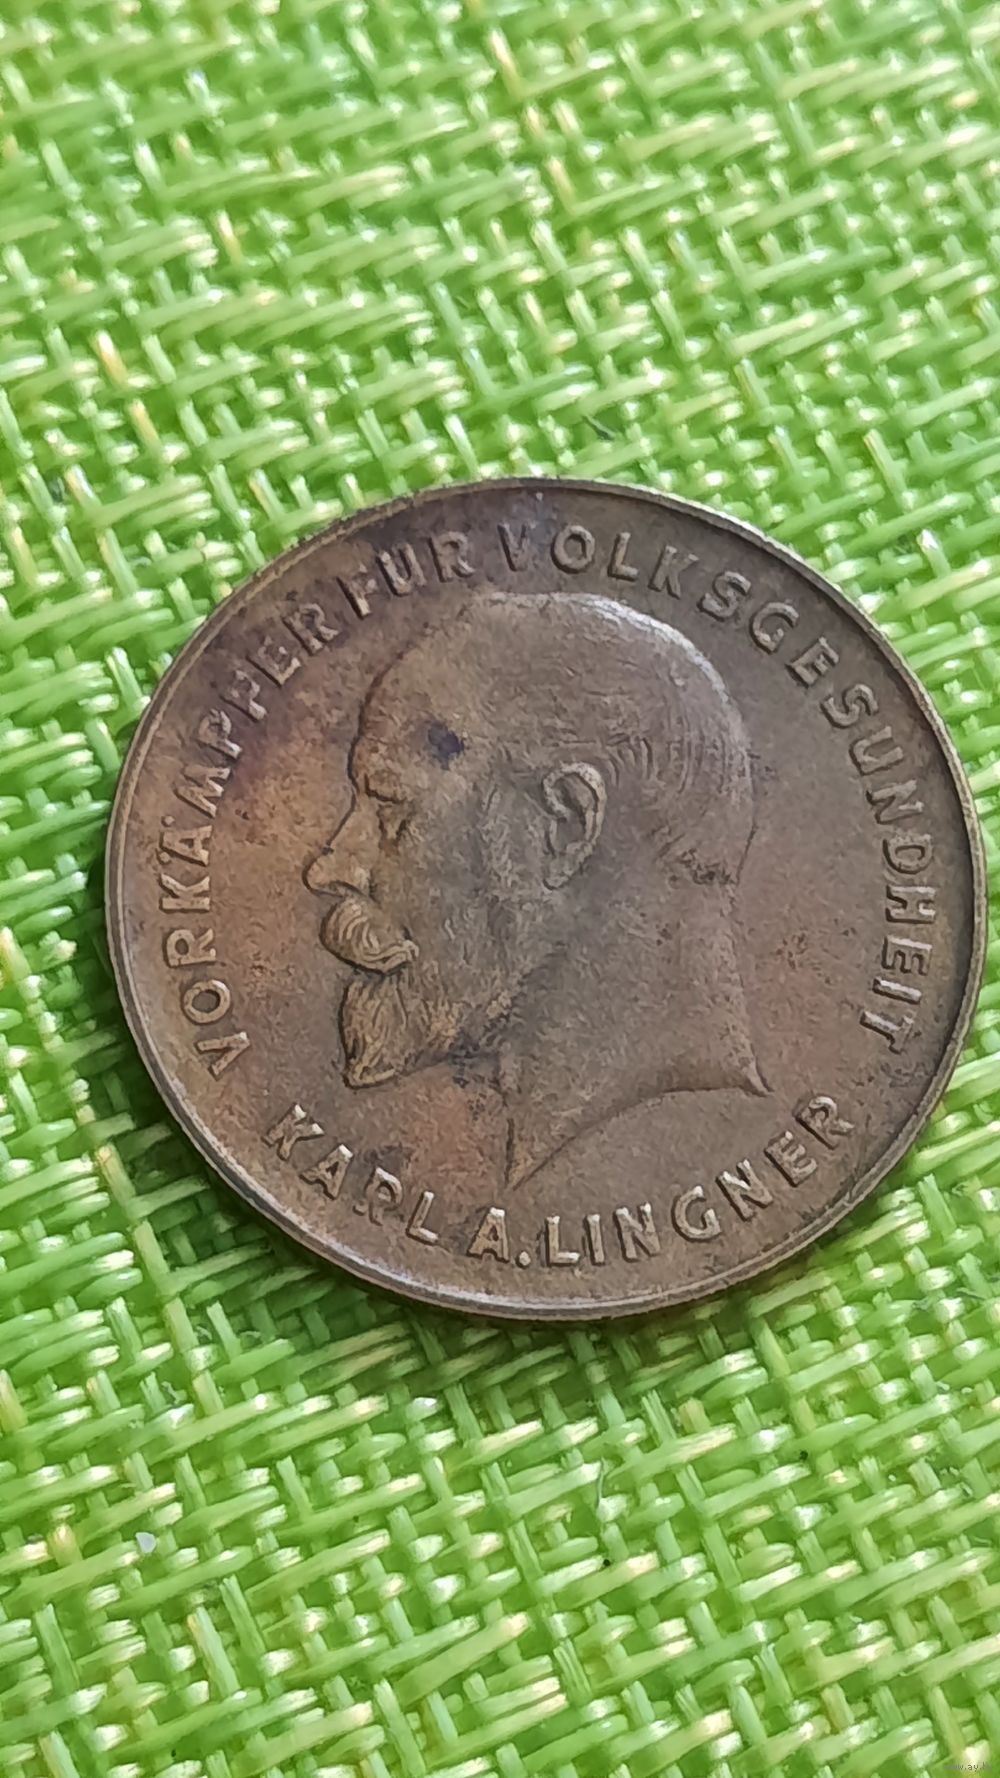 VORKÄMPFER FÜR VOLKSGESUNDHEIT
KARL A. LINGNER